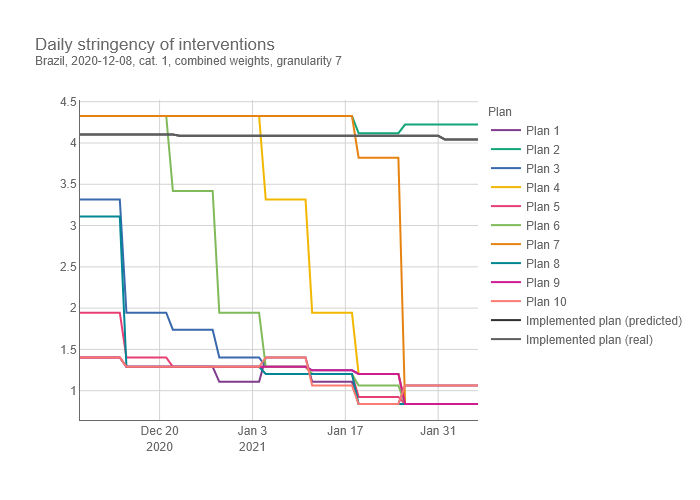 Daily stringency of interventions
Brazil, 2020-12-08, cat. 1, combined weights, granularity 7
4.5
4
3.5
3
2.5
2
1.5
1
Dec 20
2020
Jan 3
2021
Jan 17
Jan 31
Plan
Plan 1
Plan 2
Plan 3
Plan 4
Plan 5
Plan 6
Plan 7
Plan 8
Plan 9
Plan 10
Implemented plan (predicted)
Implemented plan (real)